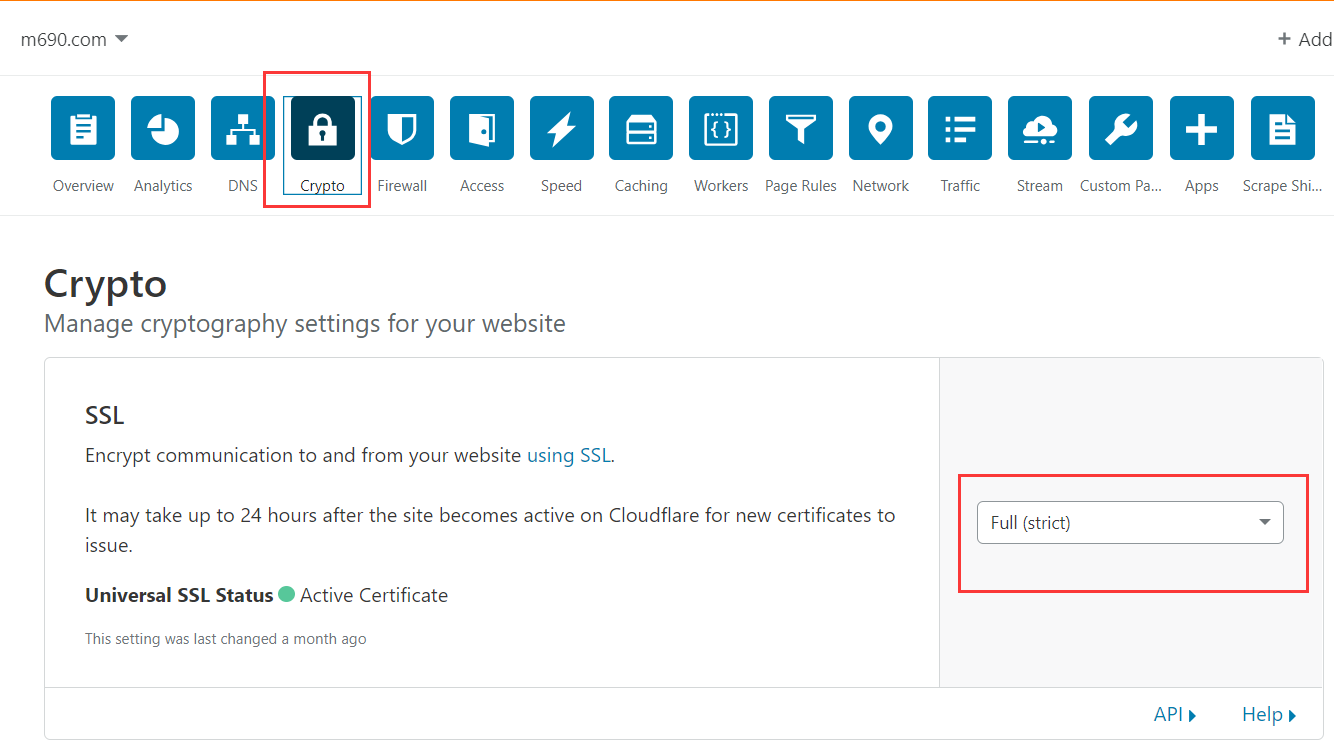 m690.com
+ Add
Overview Analytics DNS Crypto Firewall Access Speed Caching Workers Page Rules Network Traffic Stream Custom Pa... Apps Scrape Shi...
Crypto
Manage cryptography settings for your website
SSL
Encrypt communication to and from your website using SSL.
It may take up to 24 hours after the site becomes active on Cloudflare for new certificates to
issue.
Universal SSL Status Active Certificate
This setting was last changed a month ago
Full (strict)
API Help